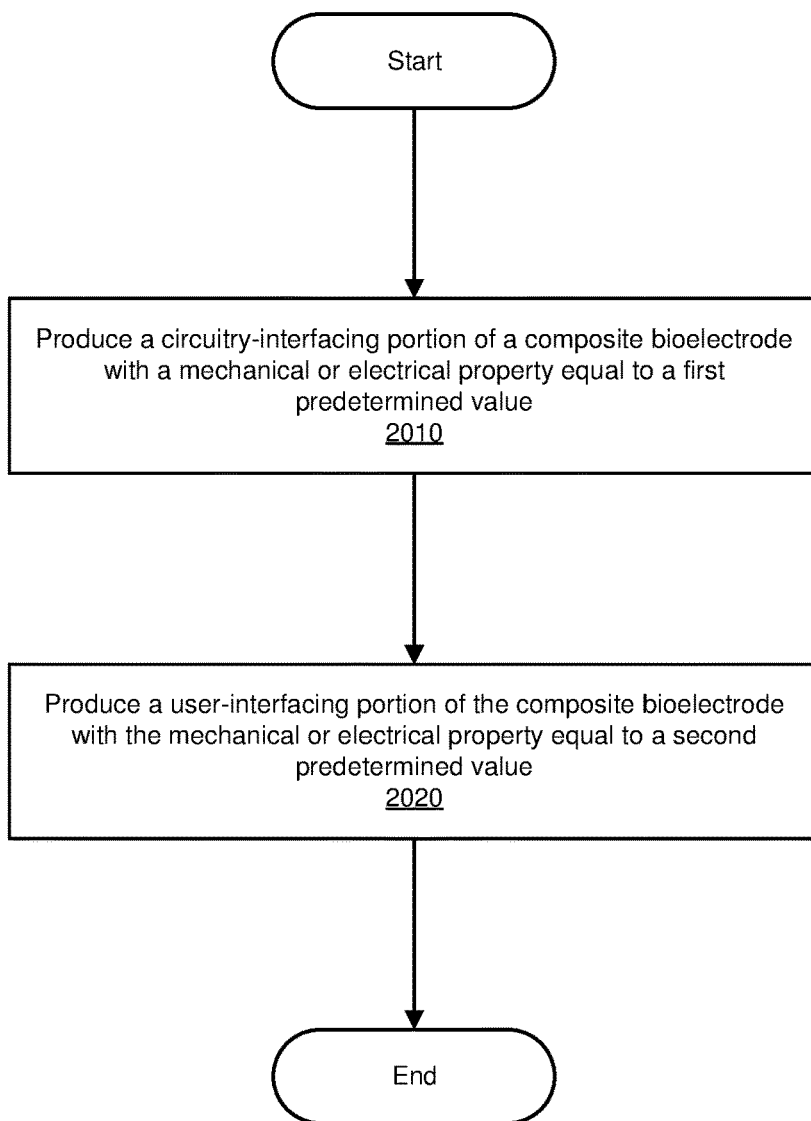 Start
Produce a circuitry-interfacing portion of a composite bioelectrode
with a mechanical or electrical property equal to a first
predetermined value
2010
Produce a user-interfacing portion of the composite bioelectrode
with the mechanical or electrical property equal to a second
predetermined value
2020
End